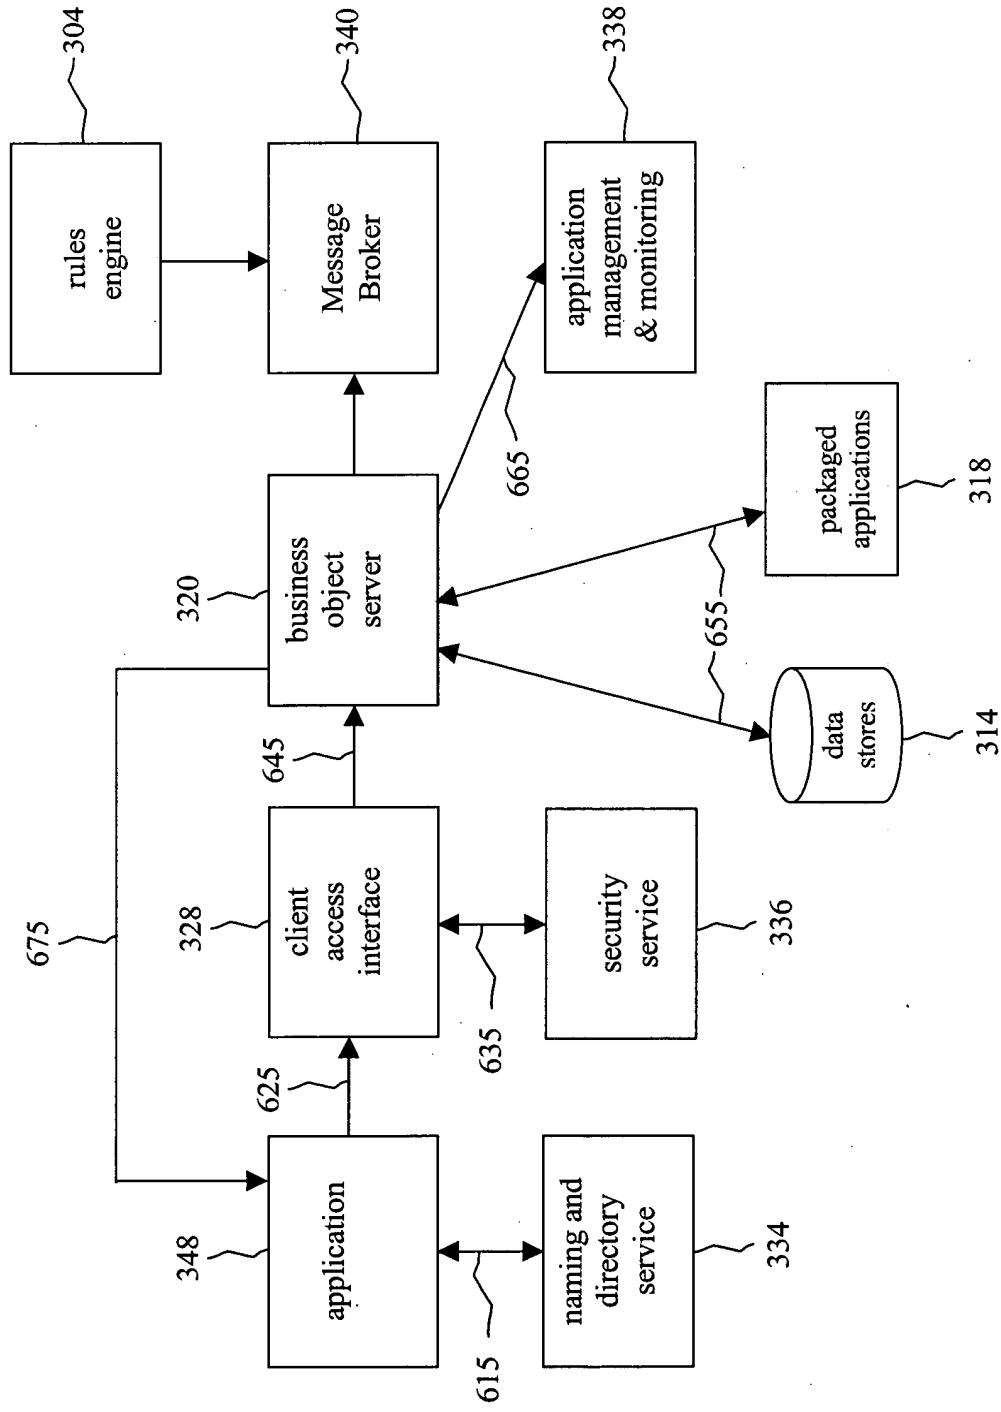 675
348
application
615
naming and
directory
service
334
625
328
client
access
interface
635
security
service
336
645
320
business
object
server
655
data
stores
314
packaged
applications
318
665
Message
Broker
340
rules
engine
304
application
management
& monitoring
338